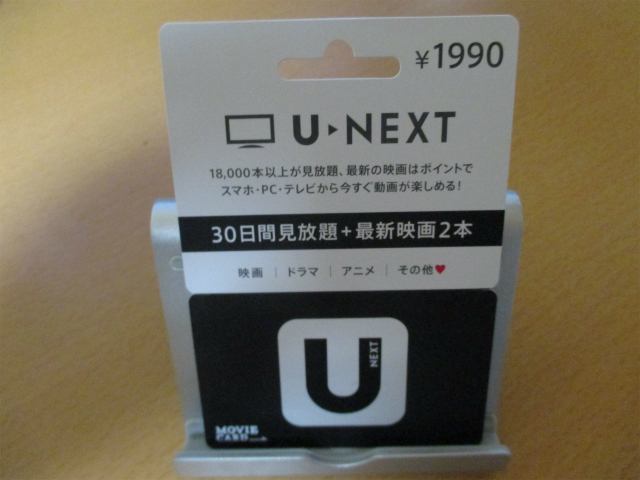 ¥1990
U NEXT
18,000本以上が見放題、最新の映画はポイントで
スマホ・PC・テレビから今すぐ動画が楽しめる!
30日間見放題+最新映画2本
映画 | ドラマ | アニメ | その他♥
U NEXT
MOVIE
CARD